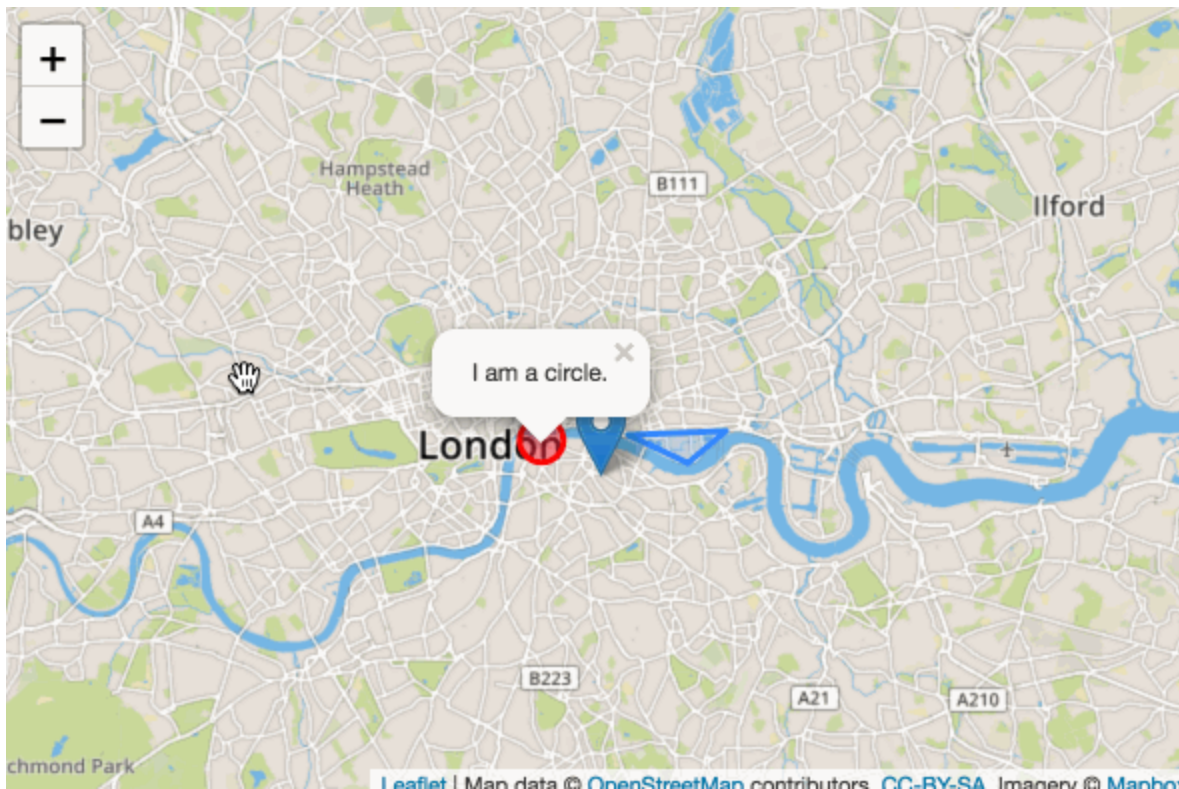 +
−
Hampstead
Heath
B111
Ilford
bley
×
I am a circle.
London
A4
B223
A21
A210
chmond Park
Leaflet | Map data © OpenStreetMap contributors, CC-BY-SA, Imagery © Mapbox